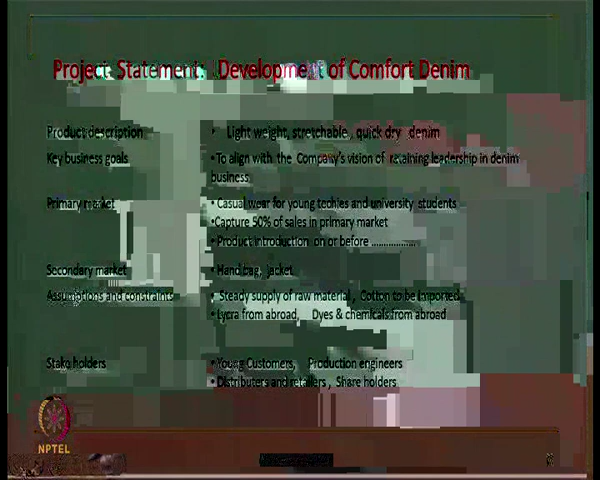 Project Statement: Development of Comfort Denim
Product description • Light weight, stretchable , quick dry denim
Key business goals • To align with the Company's vision of retaining leadership in denim
business
Primary market • Casual wear for young techies and university students
• Capture 50% of sales in primary market
• Product introduction on or before ..................
Secondary market • Hand bag, jacket
Assumptions and constraints • Steady supply of raw material , Cotton to be imported
• Lycra from abroad, Dyes & chemicals from abroad
Stake holders • Young Customers, Production engineers
• Distributers and retailers , Share holders
NPTEL